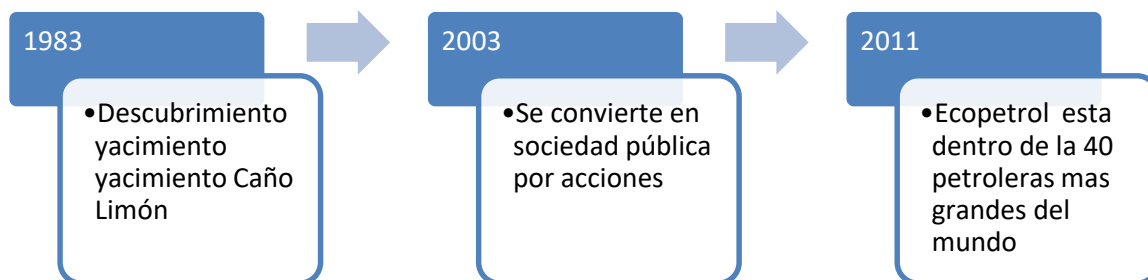 1983
•Descubrimiento
yacimiento
yacimiento Caño
Limón
2003
•Se convierte en
sociedad pública
por acciones
2011
•Ecopetrol esta
dentro de la 40
petroleras mas
grandes del
mundo